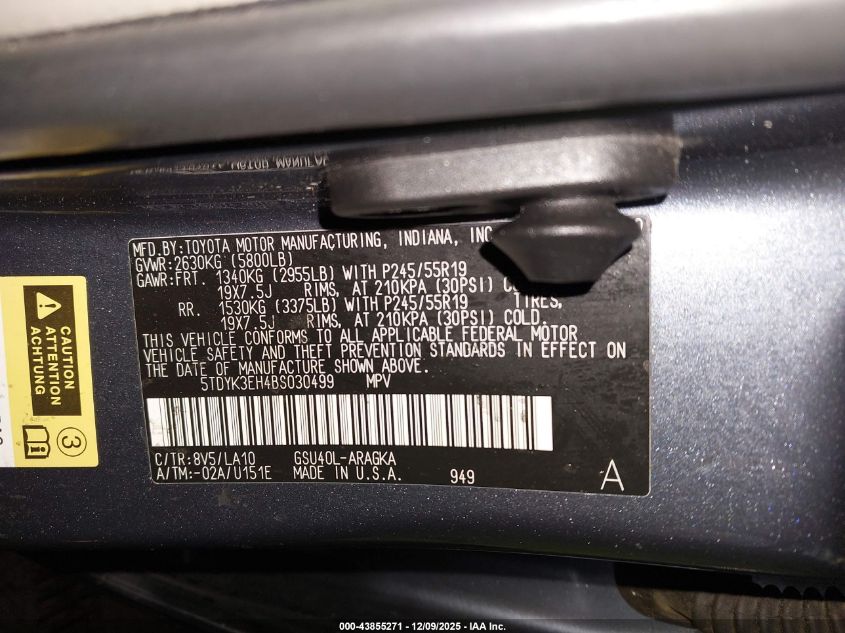 MFD.BY:TOYOTA MOTOR MANUFACTURING, INDIANA, INC
GVWR:2630KG (5800LB)
GAWR:FRT. 1340KG (2955LB) WITH P245/55R19
19X7.5J RIMS, AT 210KPA (30PSI) CO
RR. 1530KG (3375LB) WITH P245/55R19 TIRES,
19X7.5J RIMS, AT 210KPA (30PSI) COLD.
THIS VEHICLE CONFORMS TO ALL APPLICABLE FEDERAL MOTOR
VEHICLE SAFETY AND THEFT PREVENTION STANDARDS IN EFFECT ON
THE DATE OF MANUFACTURE SHOWN ABOVE.
5TDYK3EH4BS030499 MPV
C/TR:8V5/LA10 GSU40L-ARAGKA
A/TM:-02A/U151E MADE IN U.S.A. 949 A
CAUTION
ATTENTION
ACHTUNG
3
000-43855271 - 12/09/2025 - IAA Inc.